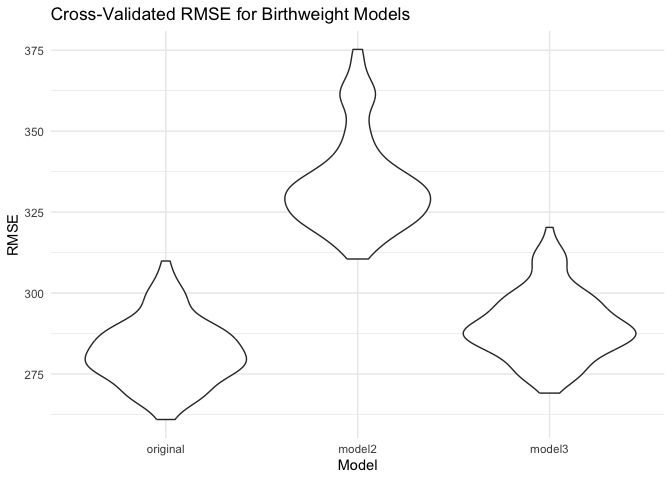 Cross-Validated RMSE for Birthweight Models
375
350
325
300
275
RMSE
original model2 model3
Model